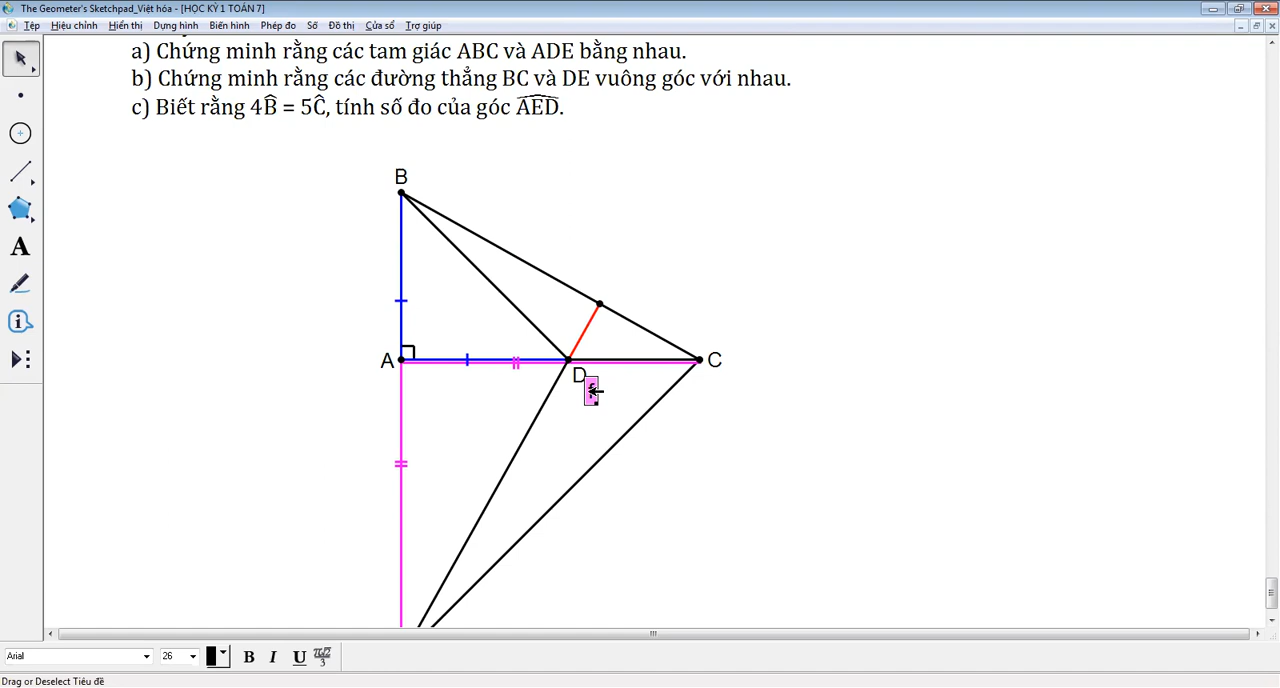 The Geometer's Sketchpad_Việt hóa - [HỌC KỲ 1 TOÁN 7]
Tệp Hiệu chỉnh Hiển thị Dựng hình Biến hình Phép đo Số Đồ thị Cửa sổ Trợ giúp
a) Chứng minh rằng các tam giác ABC và ADE bằng nhau.
b) Chứng minh rằng các đường thẳng BC và DE vuông góc với nhau.
c) Biết rằng 4B̂ = 5Ĉ, tính số đo của góc AED.
B
A
C
D
A
Arial 26 B I U
Drag or Deselect Tiêu đề